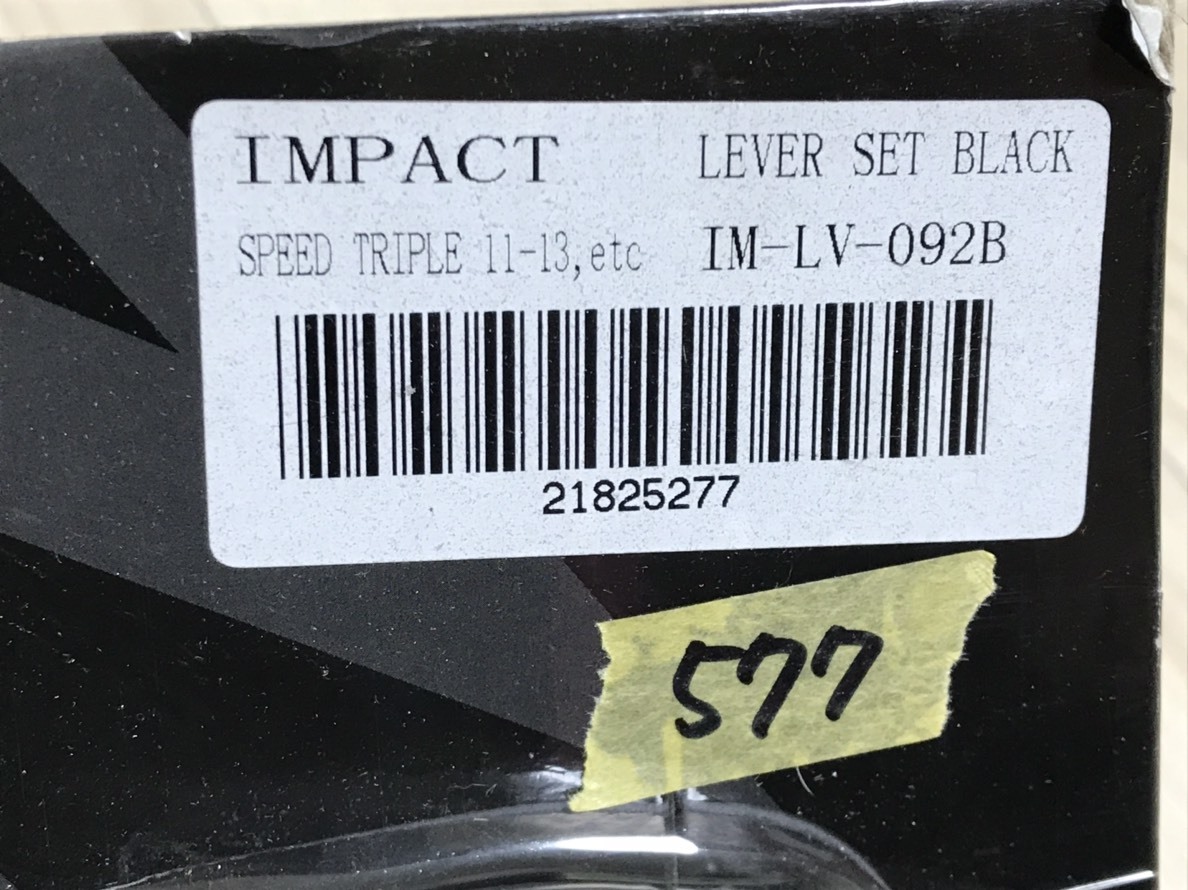 IMPACT LEVER SET BLACK
SPEED TRIPLE 11-13,etc IM-LV-092B
21825277
577